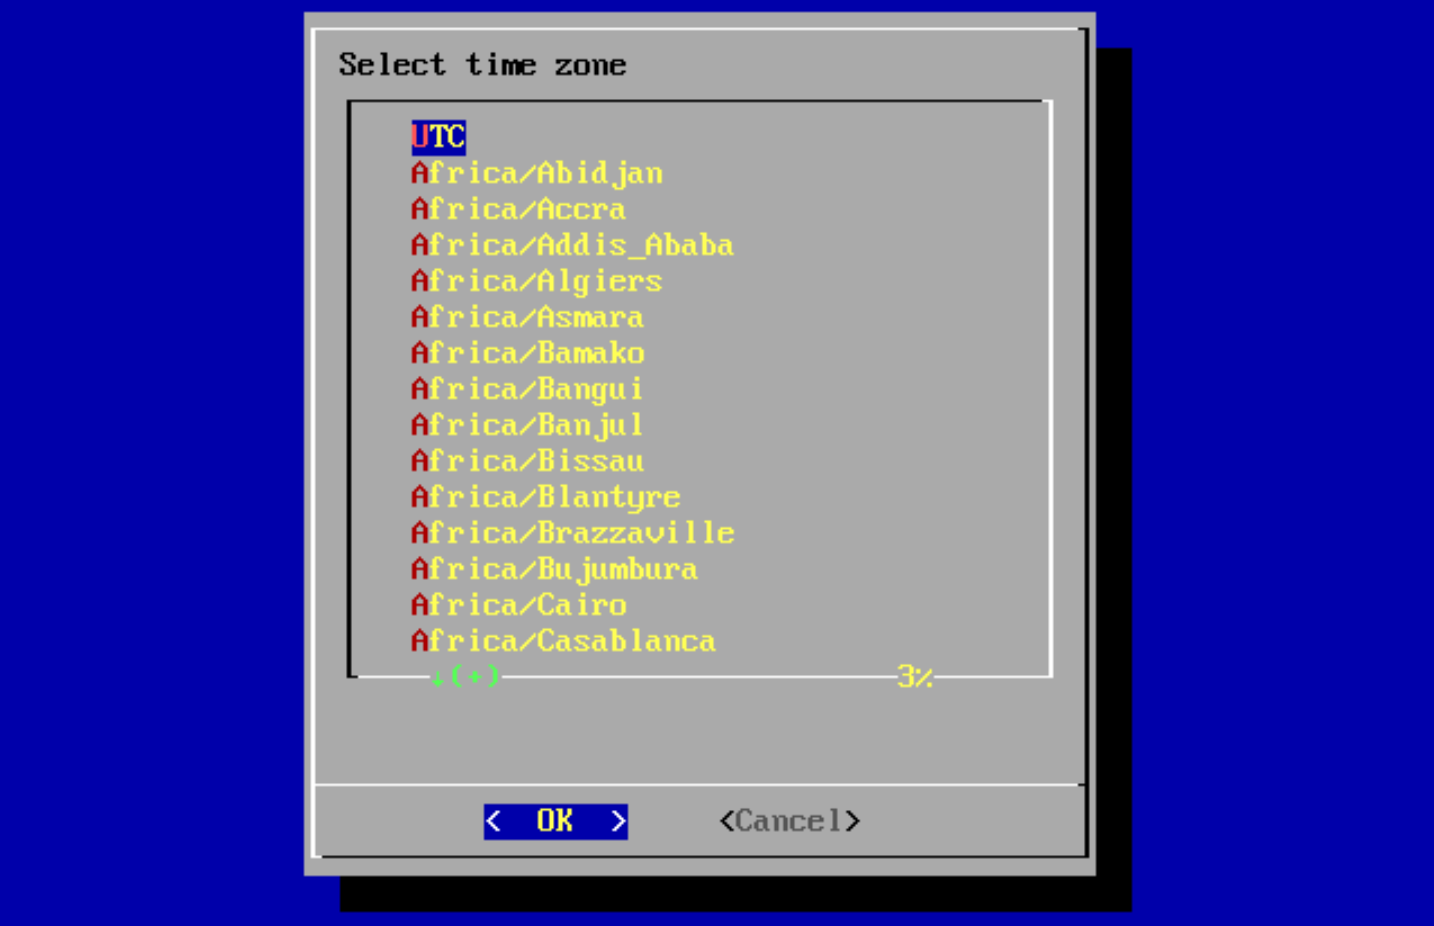 Select time zone
UTC
Africa/Abidjan
Africa/Accra
Africa/Addis_Ababa
Africa/Algiers
Africa/Asmara
Africa/Bamako
Africa/Bangui
Africa/Banjul
Africa/Bissau
Africa/Blantyre
Africa/Brazzaville
Africa/Bujumbura
Africa/Cairo
Africa/Casablanca
↓(+) 3%
< OK > <Cancel>